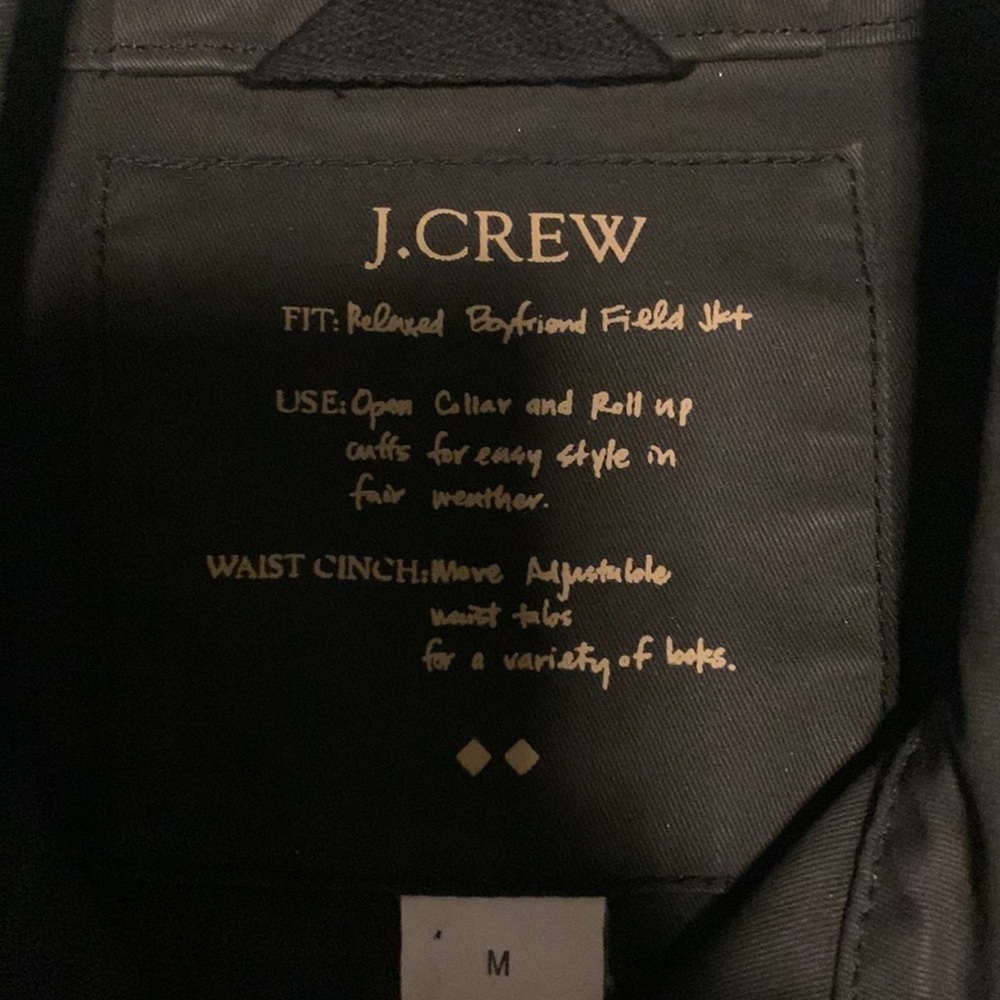 J.CREW
FIT: Relaxed Boyfriend Field Jkt
USE: Open Collar and Roll up
cuffs for easy style in
fair weather.
WAIST CINCH: Move Adjustable
waist tabs
for a variety of looks.
M